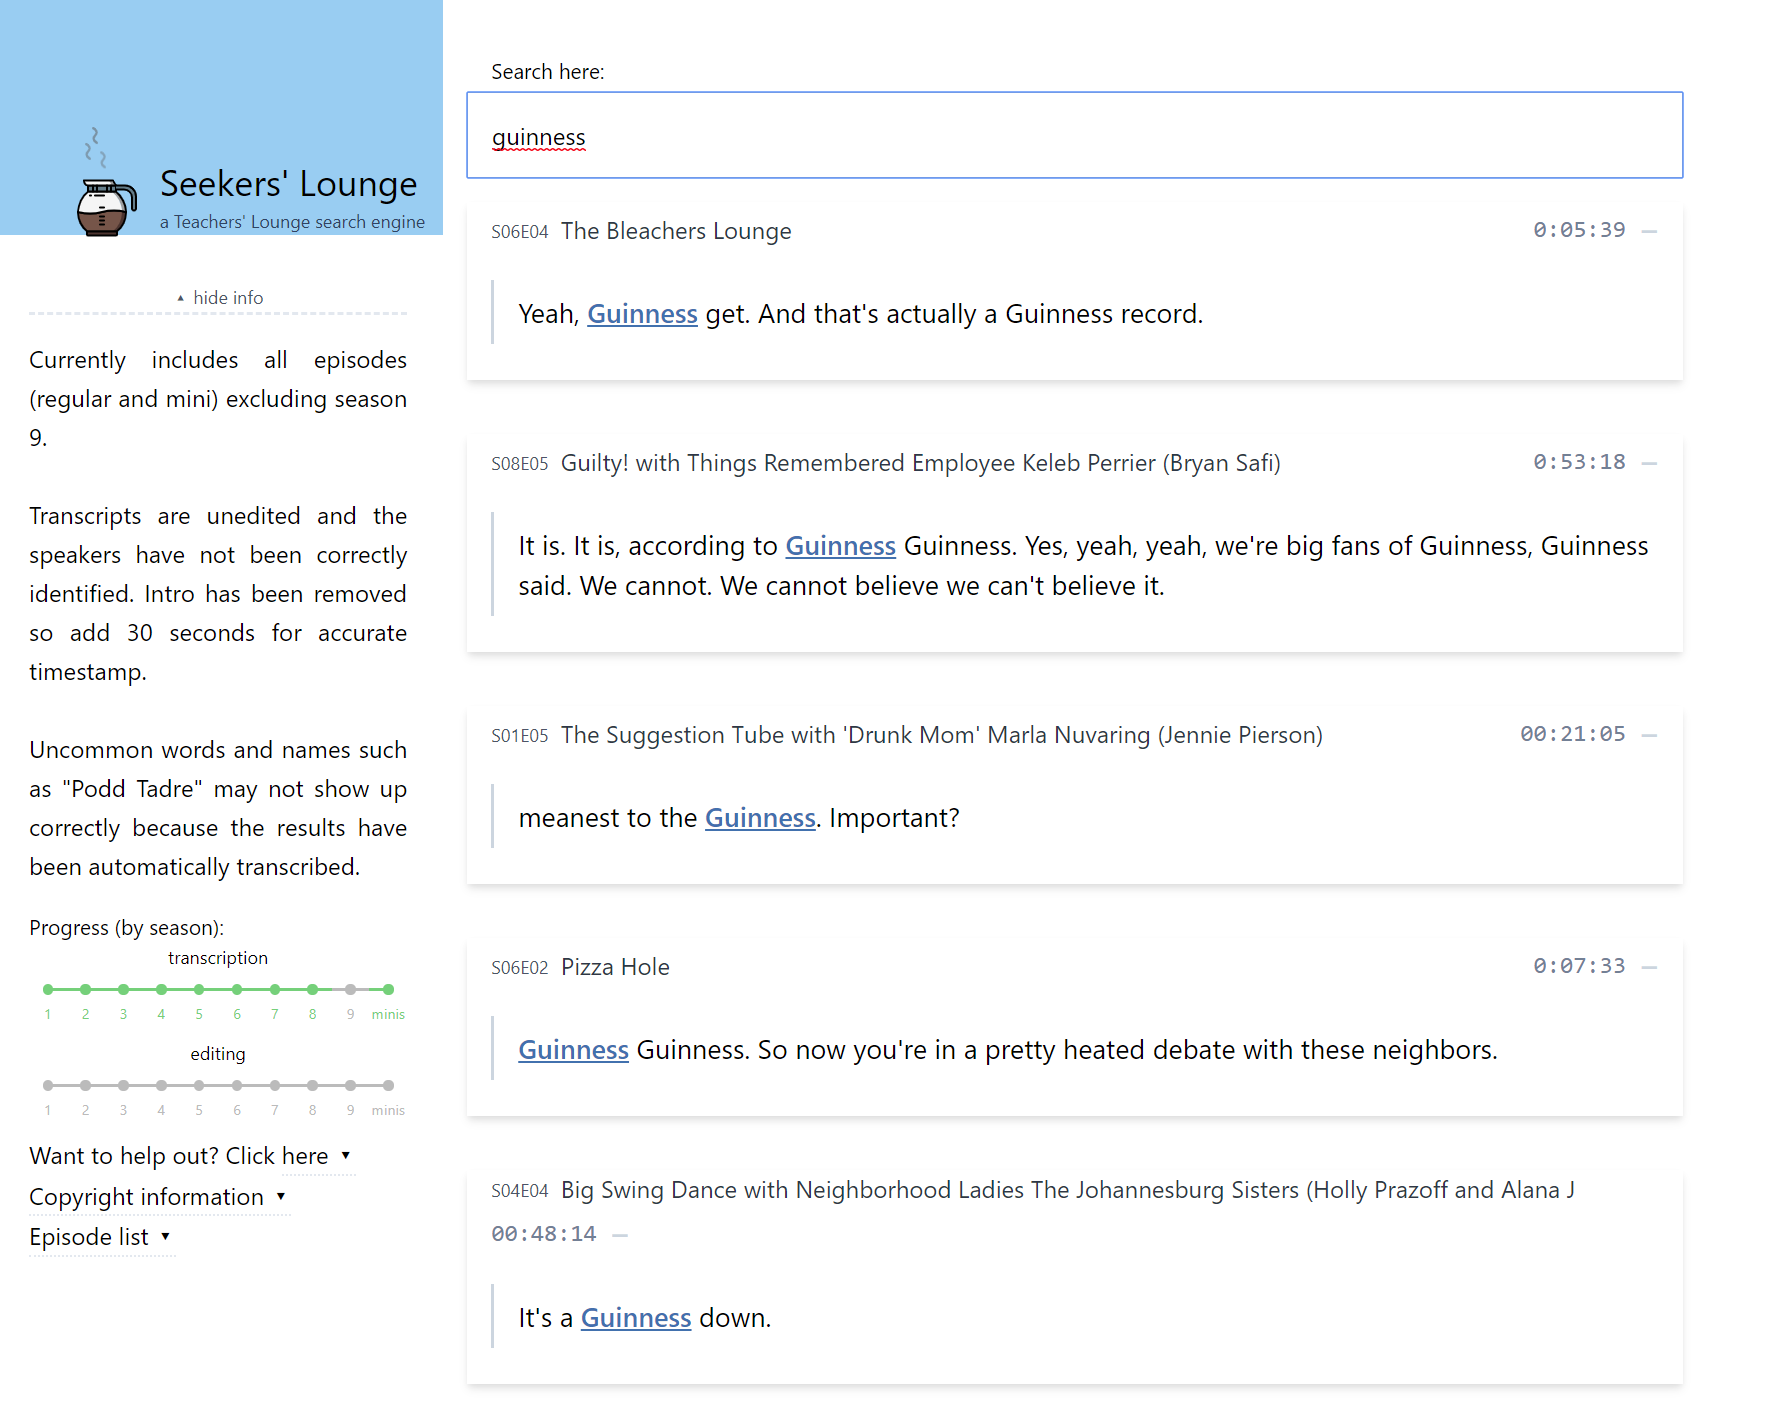 Seekers' Lounge
a Teachers' Lounge search engine
▲ hide info
Currently includes all episodes
(regular and mini) excluding season
9.
Transcripts are unedited and the
speakers have not been correctly
identified. Intro has been removed
so add 30 seconds for accurate
timestamp.
Uncommon words and names such
as "Podd Tadre" may not show up
correctly because the results have
been automatically transcribed.
Progress (by season):
transcription
1 2 3 4 5 6 7 8 9 minis
editing
1 2 3 4 5 6 7 8 9 minis
Want to help out? Click here ▼
Copyright information ▼
Episode list ▼
Search here:
guinness
S06E04 The Bleachers Lounge 0:05:39 —
Yeah, Guinness get. And that's actually a Guinness record.
S08E05 Guilty! with Things Remembered Employee Keleb Perrier (Bryan Safi) 0:53:18 —
It is. It is, according to Guinness Guinness. Yes, yeah, yeah, we're big fans of Guinness, Guinness
said. We cannot. We cannot believe we can't believe it.
S01E05 The Suggestion Tube with 'Drunk Mom' Marla Nuvaring (Jennie Pierson) 00:21:05 —
meanest to the Guinness. Important?
S06E02 Pizza Hole 0:07:33 —
Guinness Guinness. So now you're in a pretty heated debate with these neighbors.
S04E04 Big Swing Dance with Neighborhood Ladies The Johannesburg Sisters (Holly Prazoff and Alana J
00:48:14 —
It's a Guinness down.